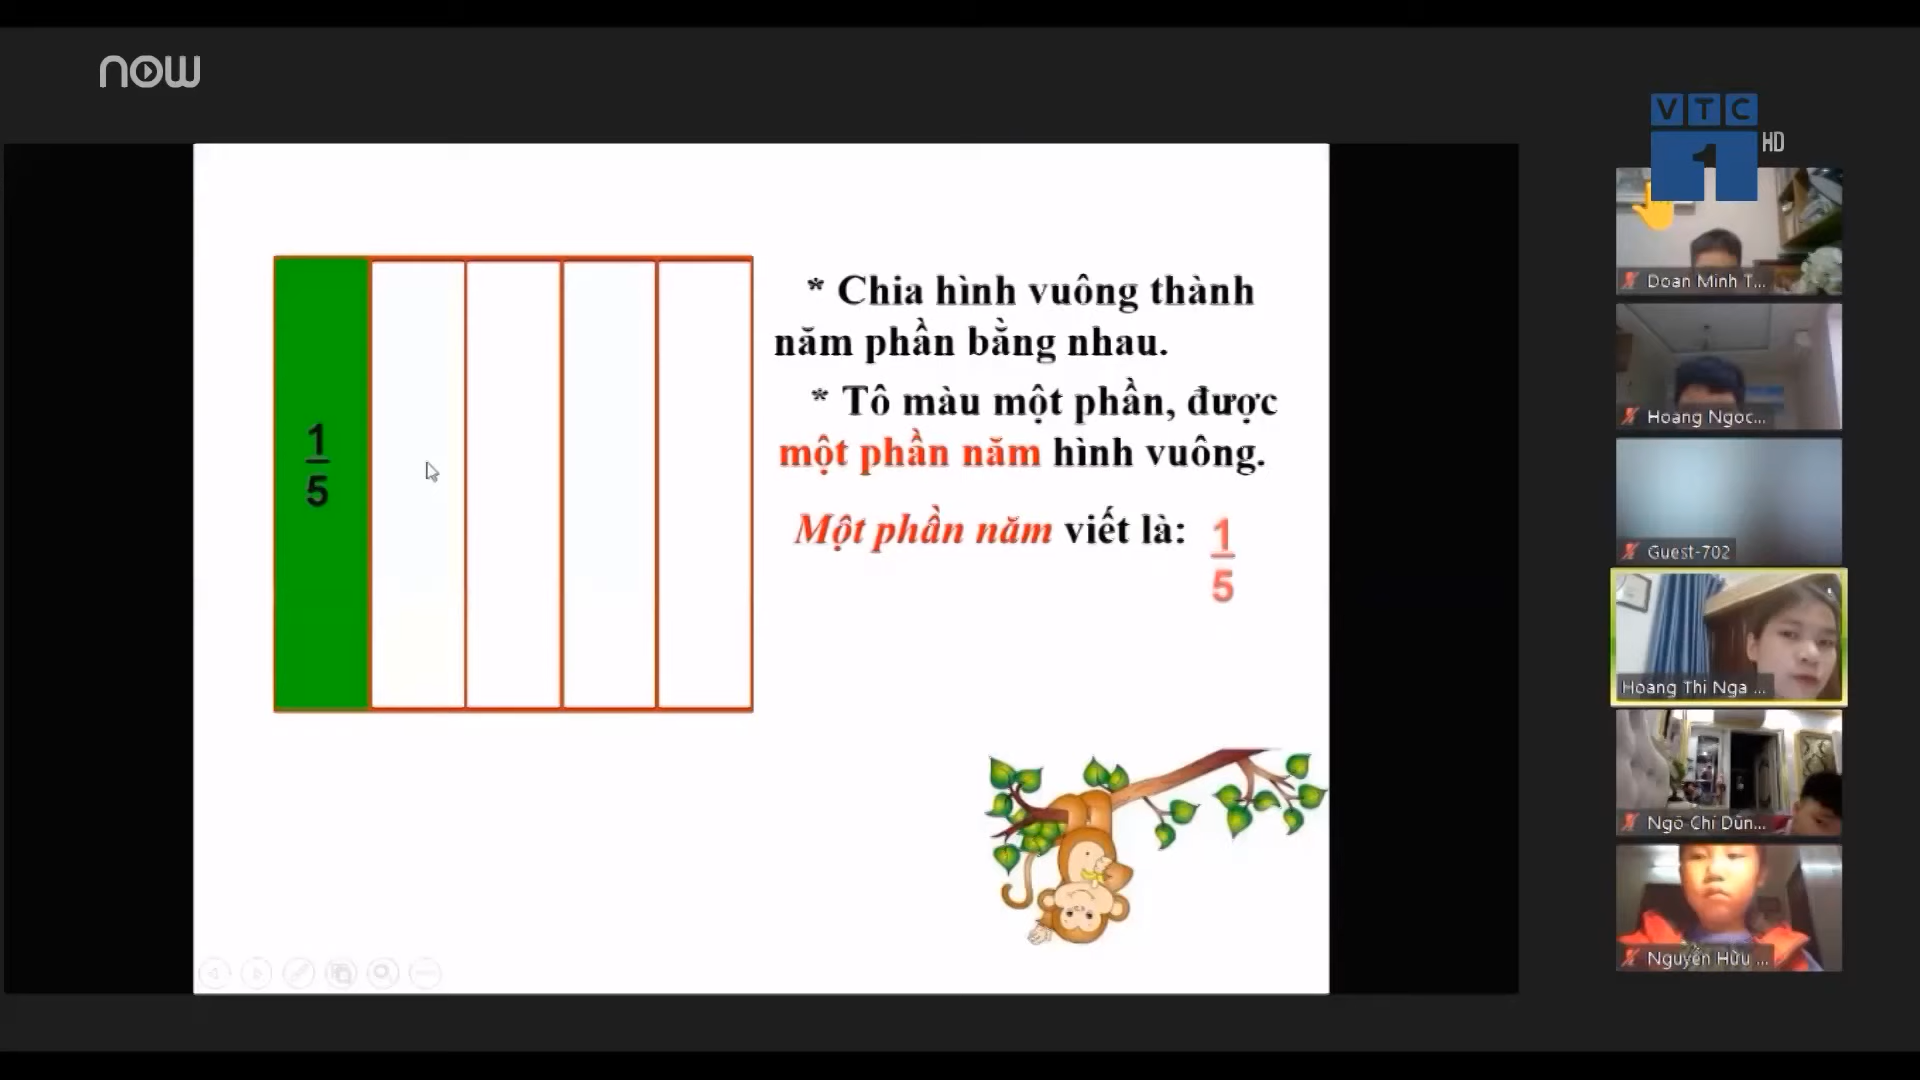 now
VTC
1
HD
* Chia hình vuông thành
năm phần bằng nhau.
* Tô màu một phần, được
một phần năm hình vuông.
Một phần năm viết là:
1
5
1
5
Doan Minh T...
Hoang Ngoc...
Guest-702
Hoang Thi Nga ...
Ngô Chí Dũn...
Nguyễn Hữu ...